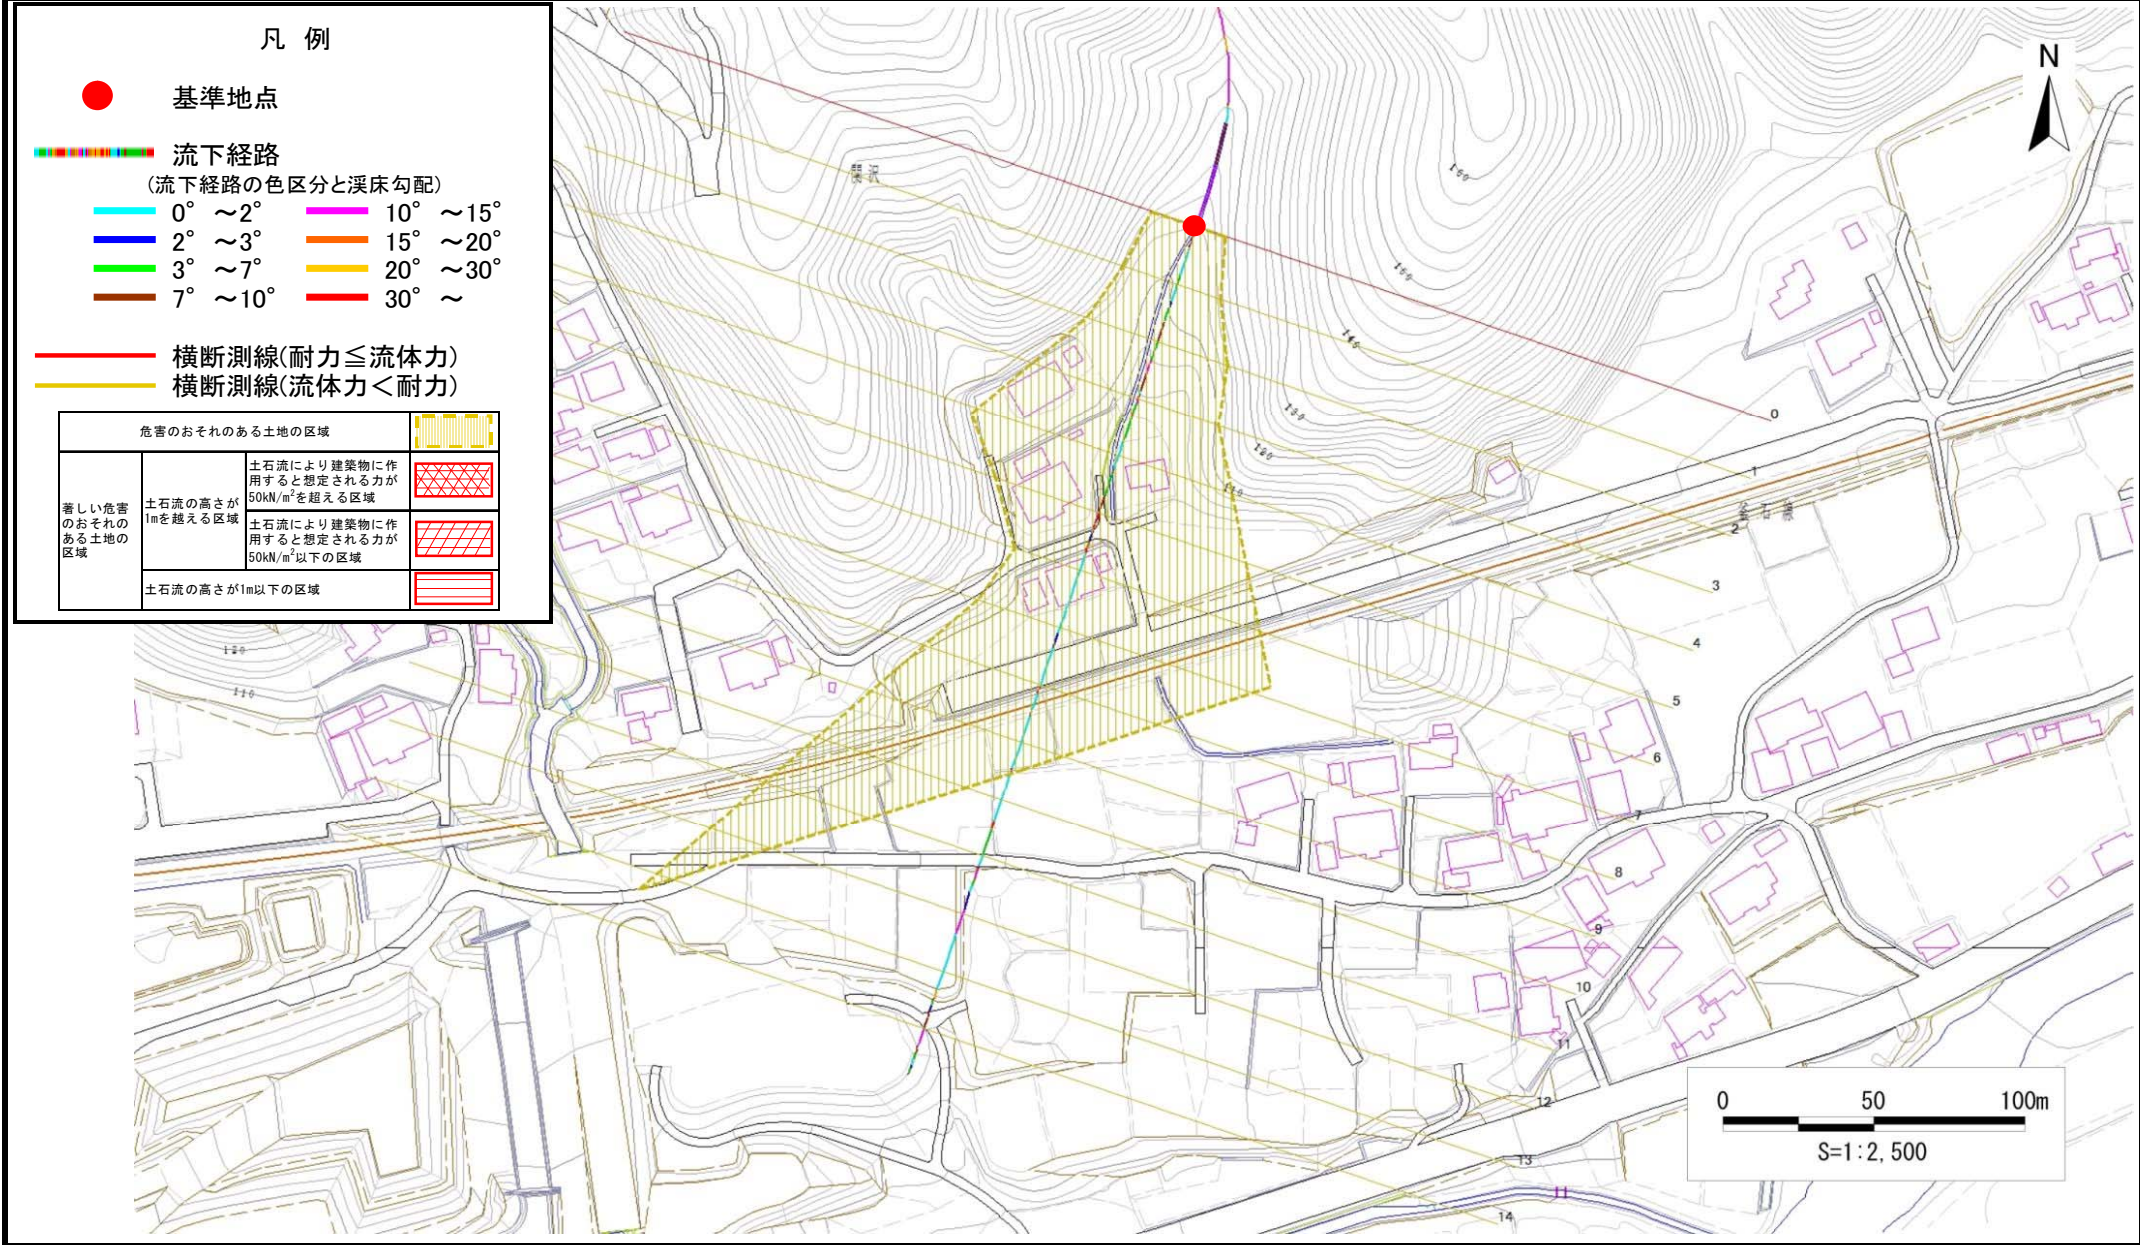 凡 例
基準地点
流下経路
(流下経路の色区分と渓床勾配)
0° ～2° 10° ～15°
2° ～3° 15° ～20°
3° ～7° 20° ～30°
7° ～10° 30° ～
横断測線(耐力≦流体力)
横断測線(流体力＜耐力)
危害のおそれのある土地の区域
著しい危害
のおそれの
ある土地の
区域
土石流の高さが
1mを越える区域
土石流により建築物に作
用すると想定される力が
50kN/m²を超える区域
土石流により建築物に作
用すると想定される力が
50kN/m²以下の区域
土石流の高さが1m以下の区域
N
160
160
140
130
120
110
120
110
0
1
2
3
4
5
6
7
8
9
10
11
12
13
14
0 50 100m
S=1:2,500